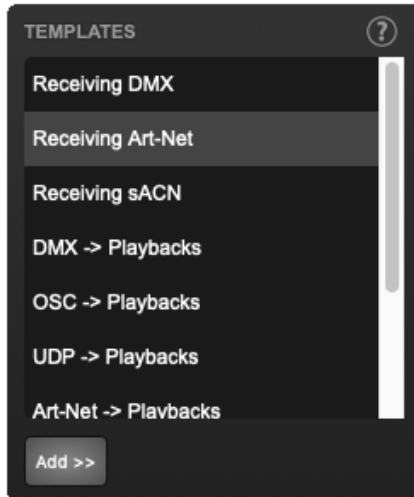 TEMPLATES ?
Receiving DMX
Receiving Art-Net
Receiving sACN
DMX -> Playbacks
OSC -> Playbacks
UDP -> Playbacks
Art-Net -> Playbacks
Add >>